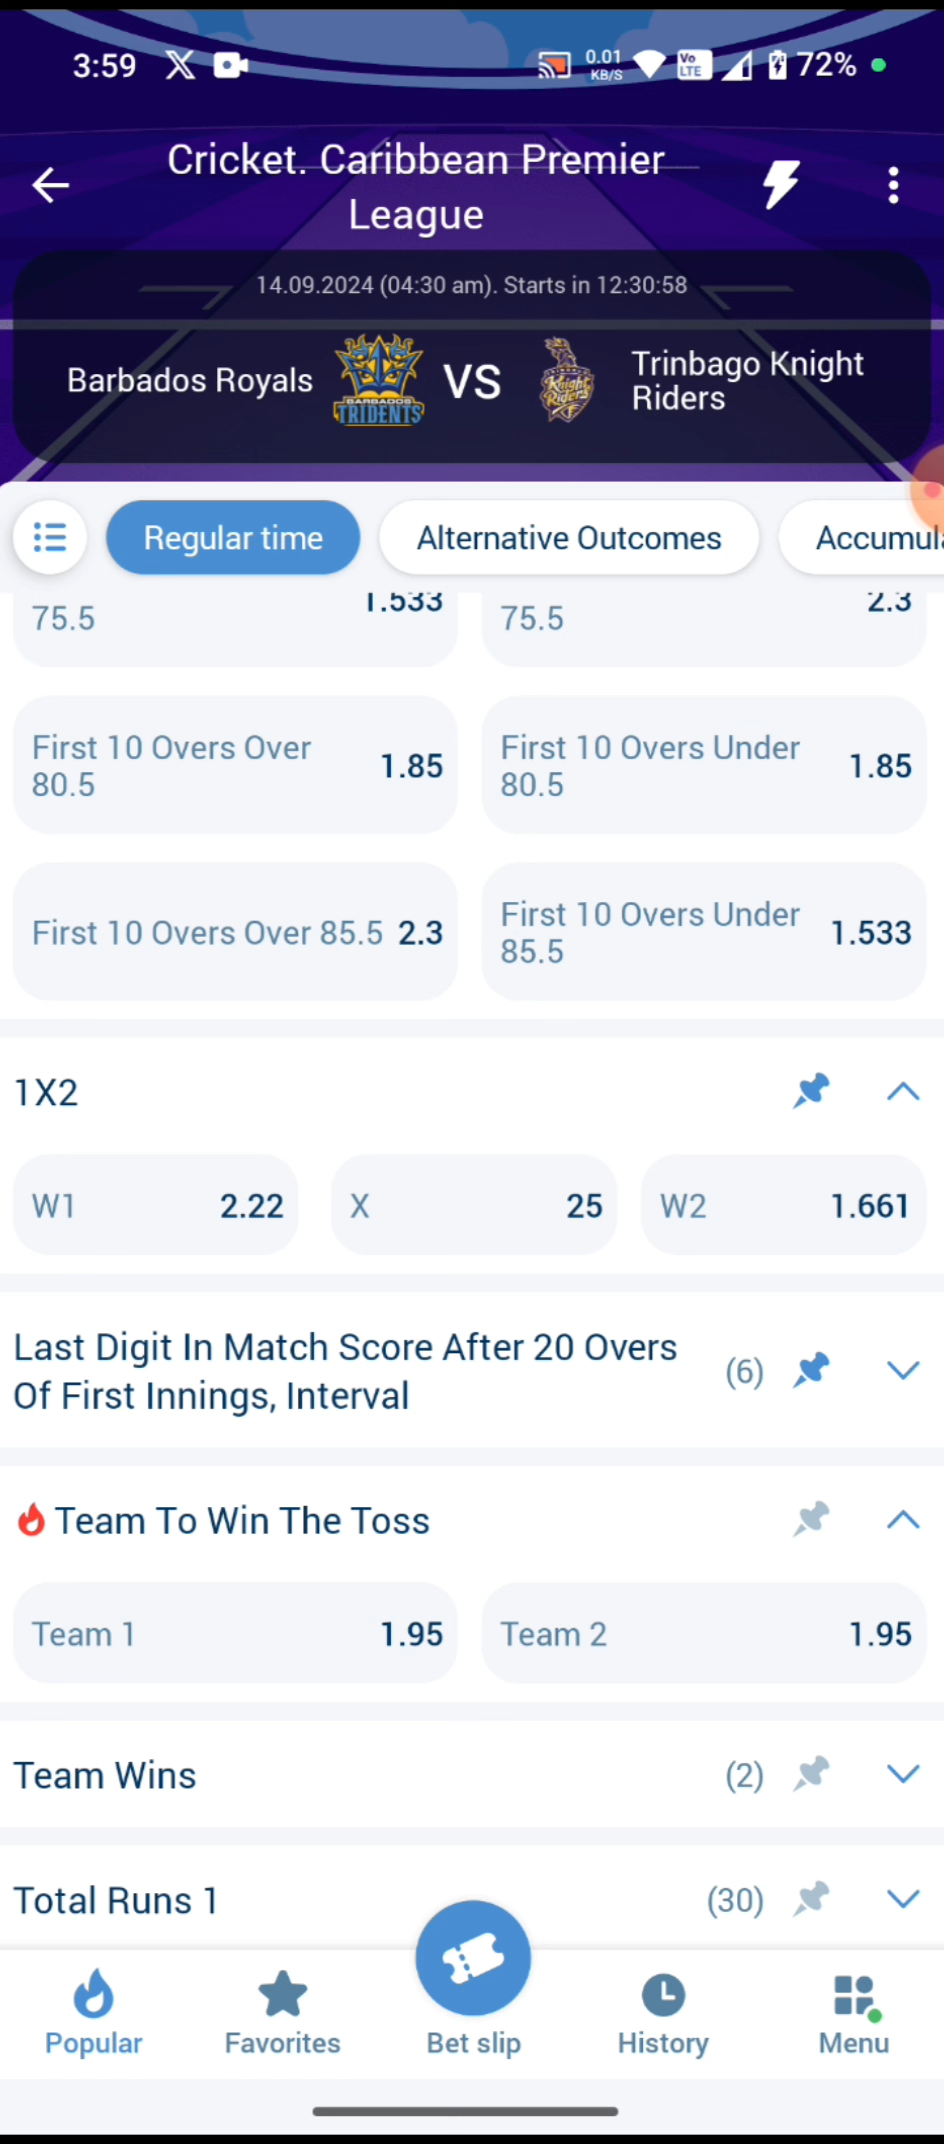 3:59
0.01
KB/S
Vo
LTE
72%
Cricket. Caribbean Premier
League
14.09.2024 (04:30 am). Starts in 12:30:58
Barbados Royals
BARBADOS
TRIDENTS
VS
Knight
Riders
Trinbago Knight
Riders
Regular time
Alternative Outcomes
Accumula
75.5
1.533
75.5
2.3
First 10 Overs Over
80.5
1.85
First 10 Overs Under
80.5
1.85
First 10 Overs Over 85.5 2.3
First 10 Overs Under
85.5
1.533
1X2
W1 2.22
X 25
W2 1.661
Last Digit In Match Score After 20 Overs
Of First Innings, Interval
(6)
Team To Win The Toss
Team 1 1.95
Team 2 1.95
Team Wins (2)
Total Runs 1 (30)
Popular
Favorites
Bet slip
History
Menu